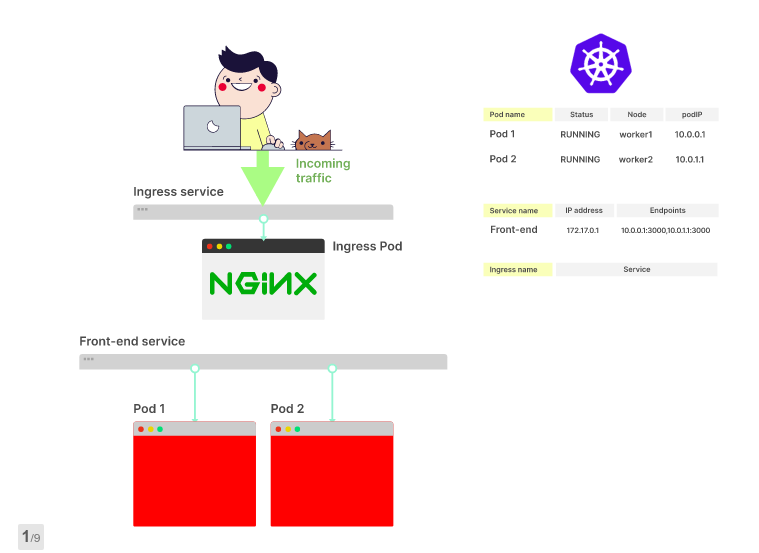 Pod name Status Node podIP
Pod 1 RUNNING worker1 10.0.0.1
Pod 2 RUNNING worker2 10.0.1.1
Incoming
traffic
Ingress service
Service name IP address Endpoints
Front-end 172.17.0.1 10.0.0.1:3000,10.0.1.1:3000
Ingress Pod
NGiNX
Ingress name Service
Front-end service
Pod 1 Pod 2
1/9